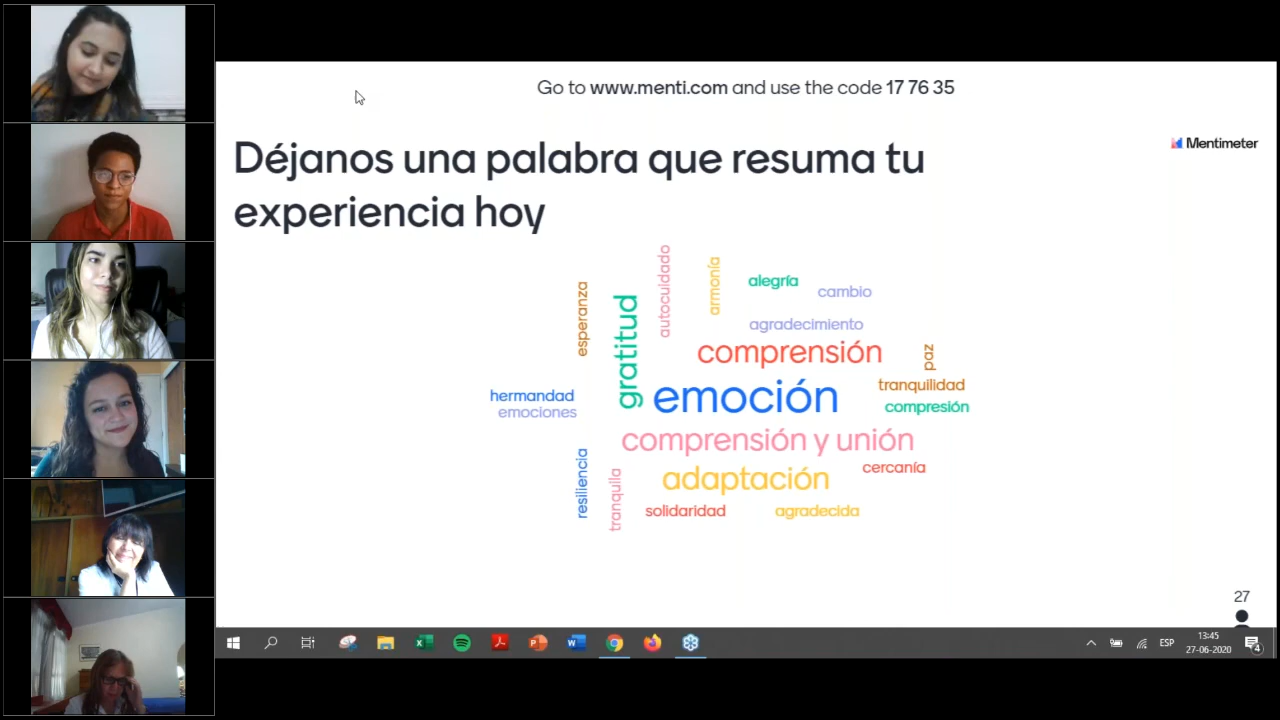 Go to www.menti.com and use the code 17 76 35
Mentimeter
Déjanos una palabra que resuma tu
experiencia hoy
autocuidado
armonía
alegría
esperanza
cambio
gratitud
agradecimiento
comprensión
paz
emoción
tranquilidad
hermandad
compresión
emociones
comprensión y unión
cercanía
resiliencia
tranquila
adaptación
solidaridad
agradecida
27
ESP
13:45
27-06-2020
4